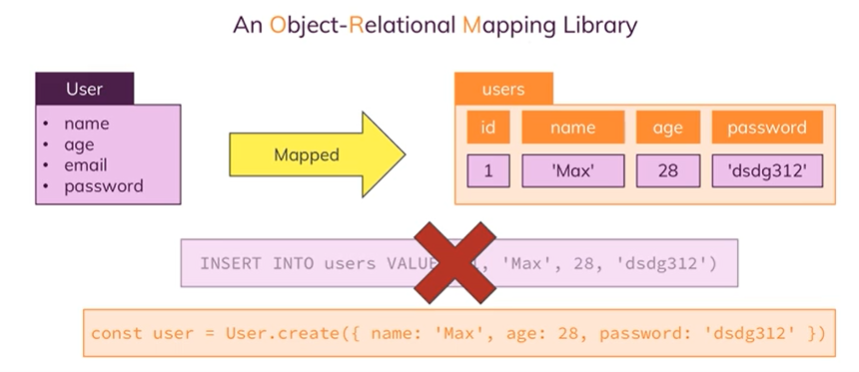 An Object-Relational Mapping Library
User
• name
• age
• email
• password
Mapped
users
id name age password
1 'Max' 28 'dsdg312'
INSERT INTO users 'Max', 28, 'dsdg312')
const user = User.create({ name: 'Max', age: 28, password: 'dsdg312' })